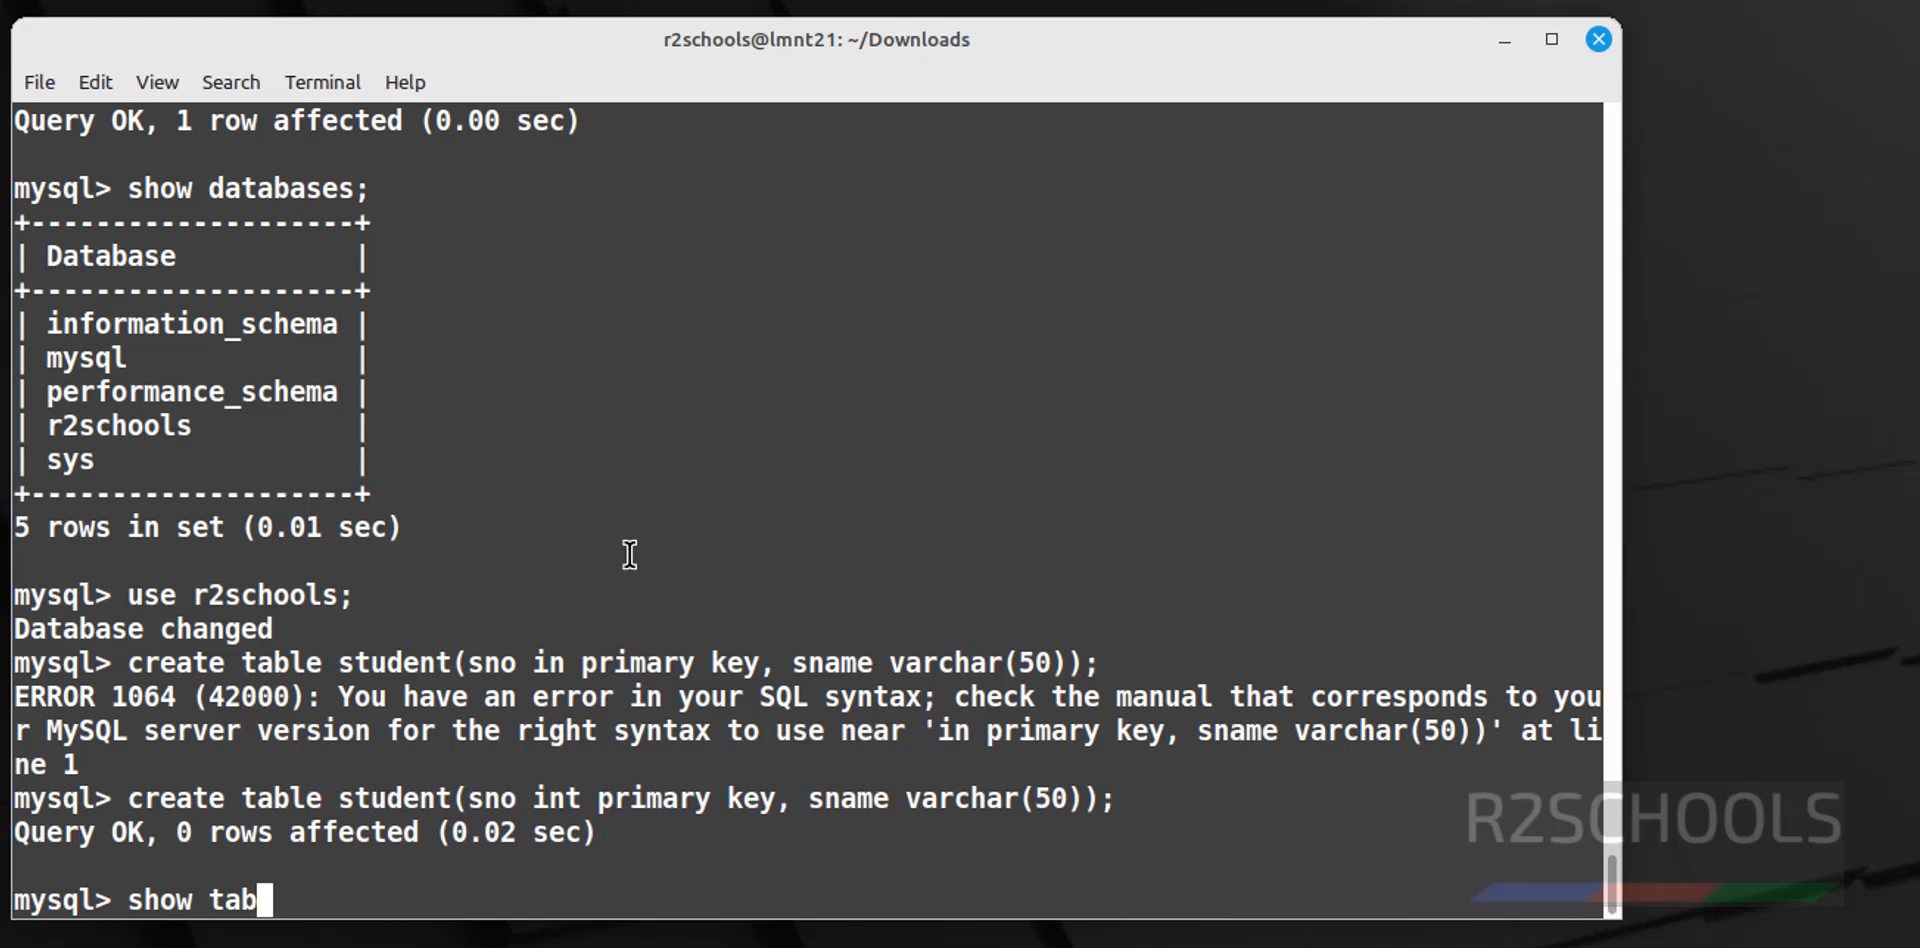 r2schools@lmnt21: ~/Downloads
File Edit View Search Terminal Help
Query OK, 1 row affected (0.00 sec)
mysql> show databases;
+--------------------+
| Database           |
+--------------------+
| information_schema |
| mysql              |
| performance_schema |
| r2schools          |
| sys                |
+--------------------+
5 rows in set (0.01 sec)
mysql> use r2schools;
Database changed
mysql> create table student(sno in primary key, sname varchar(50));
ERROR 1064 (42000): You have an error in your SQL syntax; check the manual that corresponds to you
r MySQL server version for the right syntax to use near 'in primary key, sname varchar(50))' at li
ne 1
mysql> create table student(sno int primary key, sname varchar(50));
Query OK, 0 rows affected (0.02 sec)
mysql> show tab
R2SCHOOLS